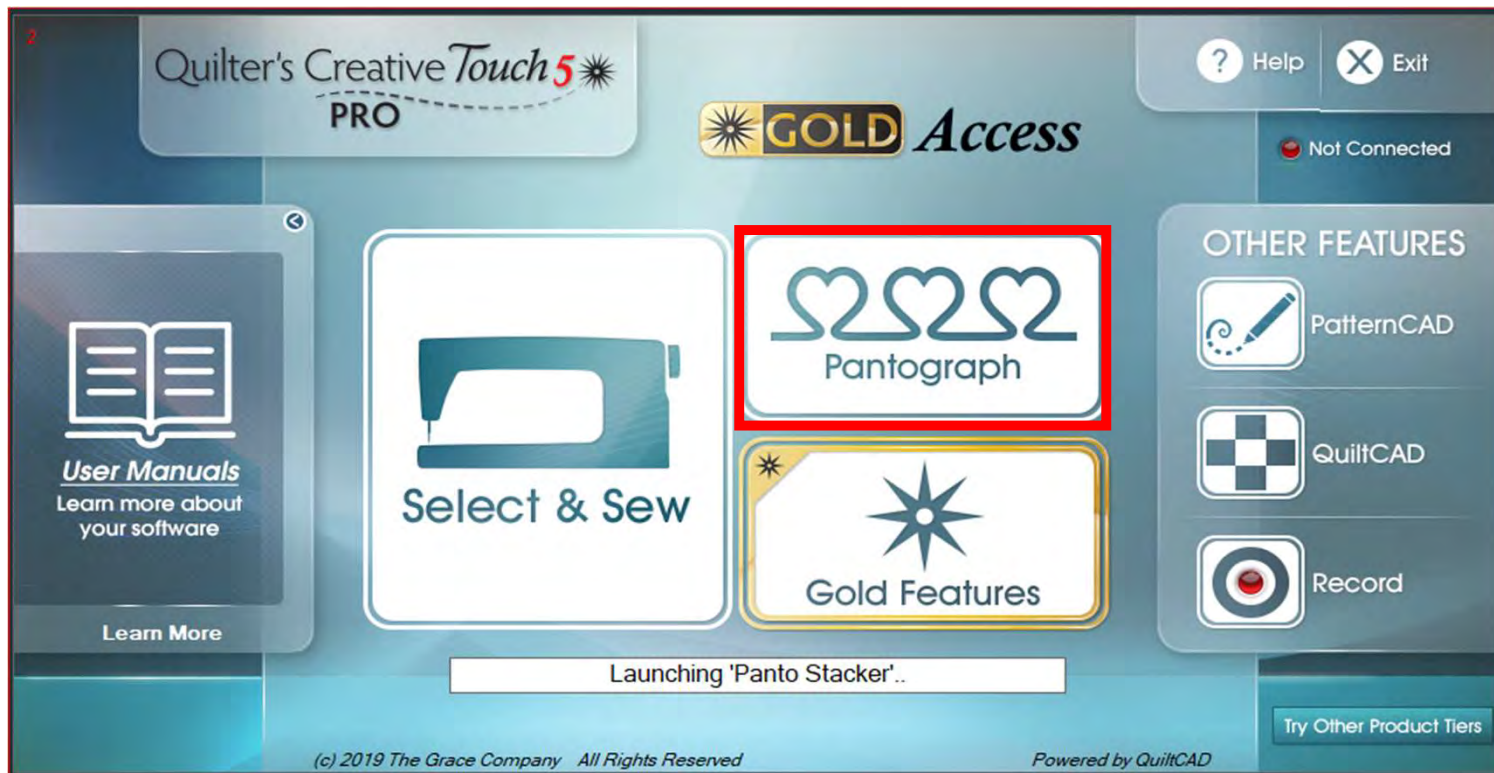 2
Quilter's Creative Touch 5
PRO
GOLD Access
? Help
X Exit
Not Connected
User Manuals
Learn more about
your software
Learn More
Select & Sew
Pantograph
Gold Features
OTHER FEATURES
PatternCAD
QuiltCAD
Record
Launching 'Panto Stacker'..
Try Other Product Tiers
(c) 2019 The Grace Company All Rights Reserved
Powered by QuiltCAD